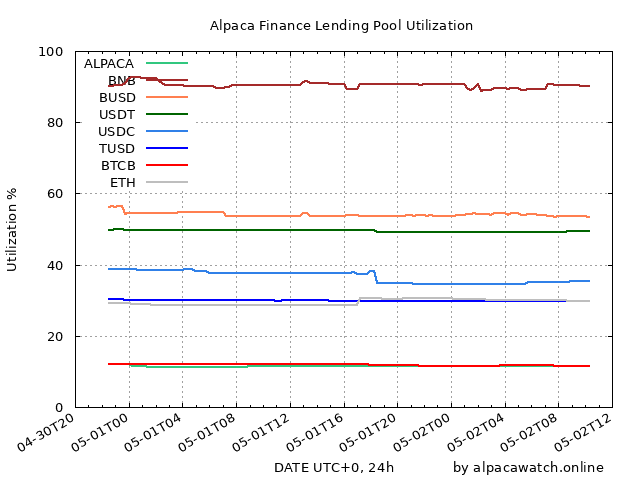 Alpaca Finance Lending Pool Utilization
100
80
60
40
20
0
Utilization %
ALPACA
BNB
BUSD
USDT
USDC
TUSD
BTCB
ETH
04-30T20
05-01T00
05-01T04
05-01T08
05-01T12
05-01T16
05-01T20
05-02T00
05-02T04
05-02T08
05-02T12
DATE UTC+0, 24h
by alpacawatch.online